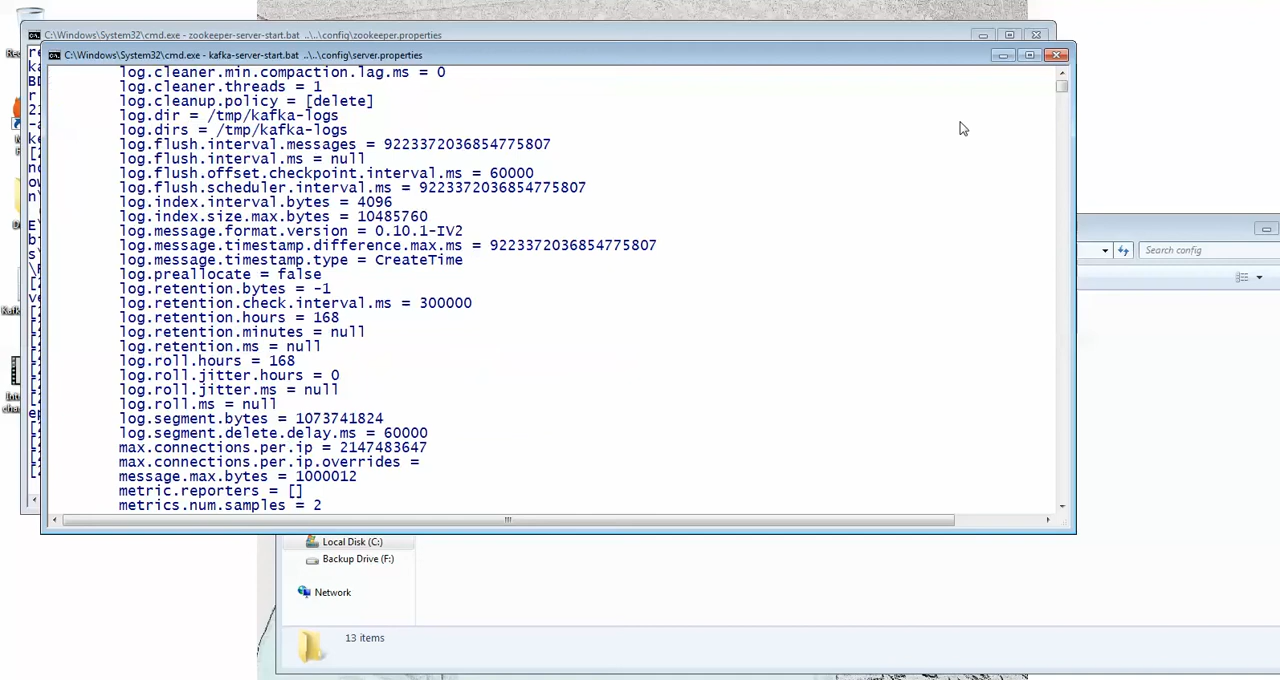 C:\Windows\System32\cmd.exe - zookeeper-server-start.bat ..\..\config\zookeeper.properties
C:\Windows\System32\cmd.exe - kafka-server-start.bat ..\..\config\server.properties
log.cleaner.min.compaction.lag.ms = 0
log.cleaner.threads = 1
log.cleanup.policy = [delete]
log.dir = /tmp/kafka-logs
log.dirs = /tmp/kafka-logs
log.flush.interval.messages = 9223372036854775807
log.flush.interval.ms = null
log.flush.offset.checkpoint.interval.ms = 60000
log.flush.scheduler.interval.ms = 9223372036854775807
log.index.interval.bytes = 4096
log.index.size.max.bytes = 10485760
log.message.format.version = 0.10.1-IV2
log.message.timestamp.difference.max.ms = 9223372036854775807
log.message.timestamp.type = CreateTime
log.preallocate = false
log.retention.bytes = -1
log.retention.check.interval.ms = 300000
log.retention.hours = 168
log.retention.minutes = null
log.retention.ms = null
log.roll.hours = 168
log.roll.jitter.hours = 0
log.roll.jitter.ms = null
log.roll.ms = null
log.segment.bytes = 1073741824
log.segment.delete.delay.ms = 60000
max.connections.per.ip = 2147483647
max.connections.per.ip.overrides =
message.max.bytes = 1000012
metric.reporters = []
metrics.num.samples = 2
Search config
Local Disk (C:)
Backup Drive (F:)
Network
13 items